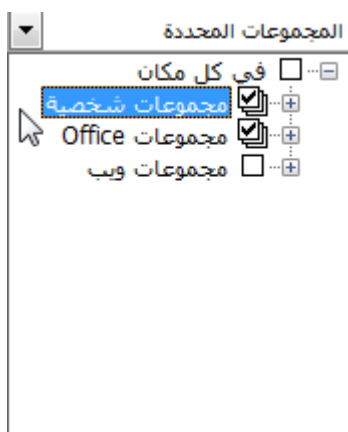 المجموعات المحددة
في كل مكان
مجموعات شخصية
مجموعات Office
مجموعات ويب